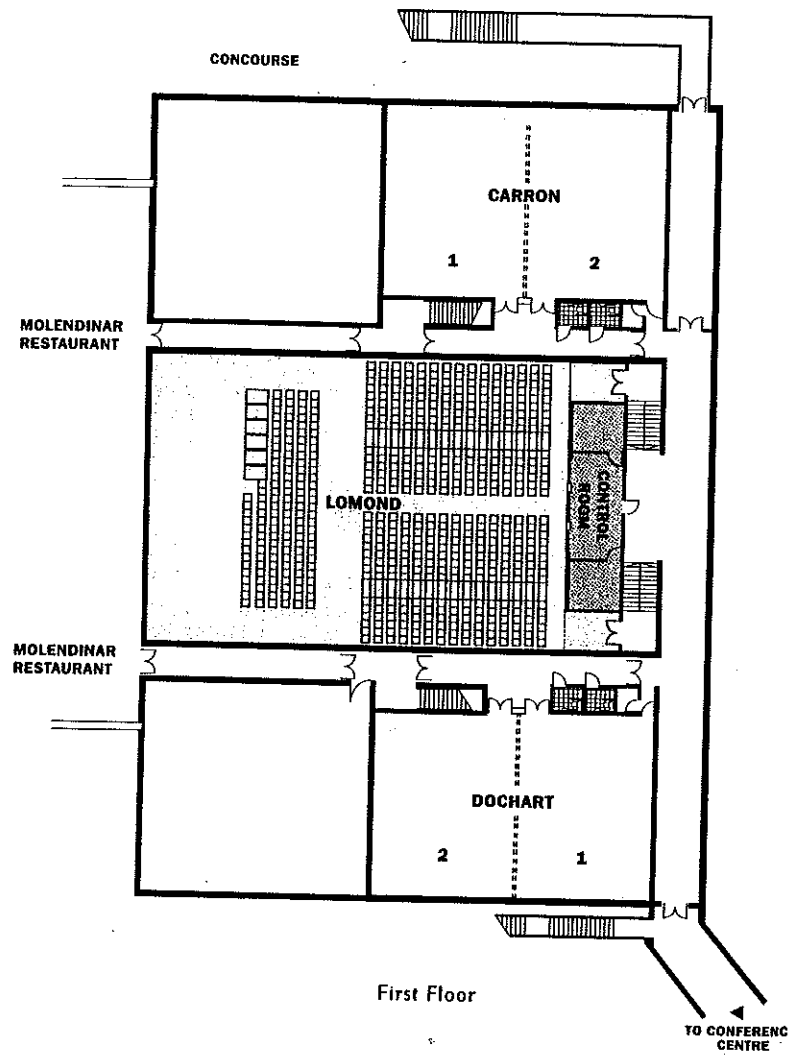 CONCOURSE
CARRON
1
2
MOLENDINAR
RESTAURANT
LOMOND
CONTROL
ROOM
MOLENDINAR
RESTAURANT
DOCHART
2
1
First Floor
TO CONFERENC
CENTRE